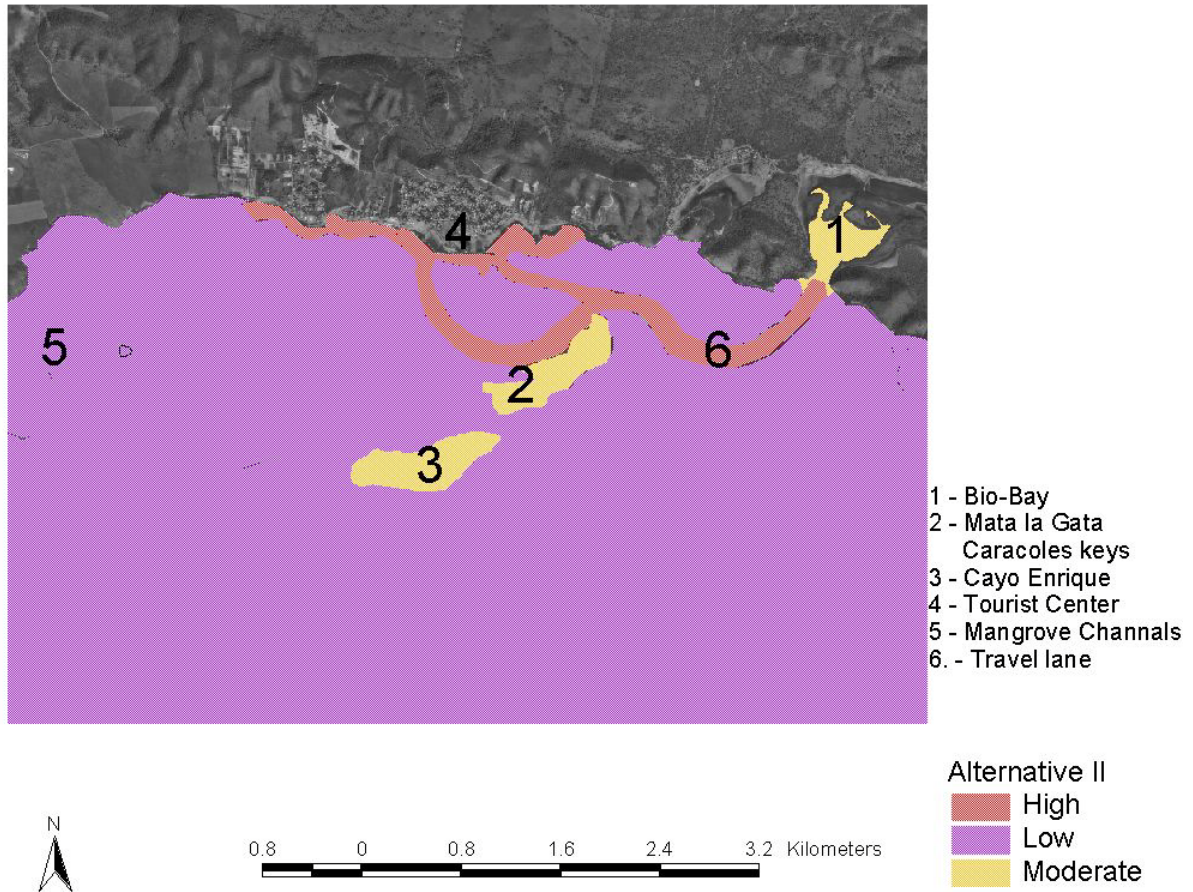 4
1
5
6
2
3
1 - Bio-Bay
2 - Mata la Gata
Caracoles keys
3 - Cayo Enrique
4 - Tourist Center
5 - Mangrove Channals
6. - Travel lane
Alternative II
High
Low
Moderate
N
0.8 0 0.8 1.6 2.4 3.2 Kilometers